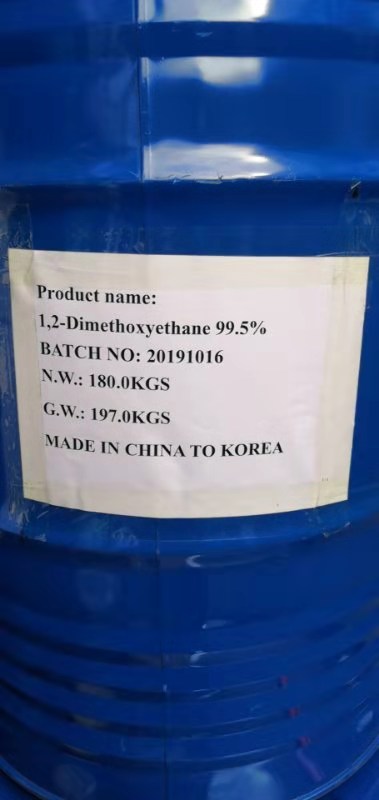 Product name:
1,2-Dimethoxyethane 99.5%
BATCH NO: 20191016
N.W.: 180.0KGS
G.W.: 197.0KGS
MADE IN CHINA TO KOREA